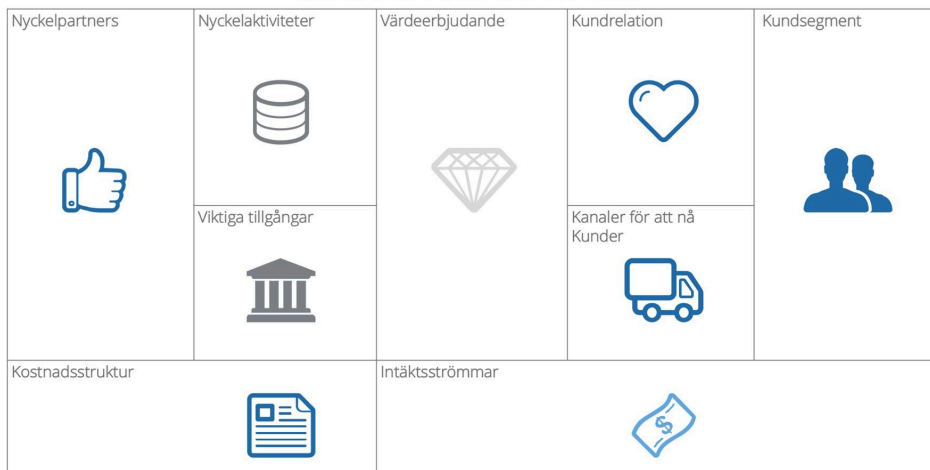 Nyckelpartners
Nyckelaktiviteter
Värdeerbjudande
Kundrelation
Kundsegment
Viktiga tillgångar
Kanaler för att nå
Kunder
Kostnadsstruktur
Intäktsströmmar
$